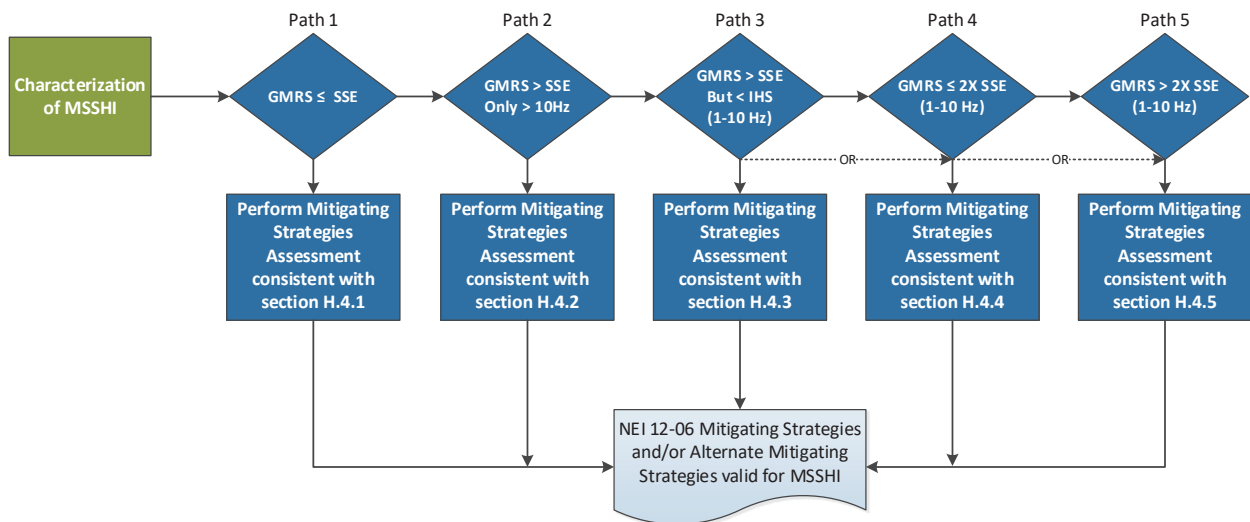 Path 1
Path 2
Path 3
Path 4
Path 5
Characterization
of MSSHI
GMRS ≤ SSE
GMRS > SSE
Only > 10Hz
GMRS > SSE
But < IHS
(1-10 Hz)
GMRS ≤ 2X SSE
(1-10 Hz)
GMRS > 2X SSE
(1-10 Hz)
OR
OR
Perform Mitigating
Strategies
Assessment
consistent with
section H.4.1
Perform Mitigating
Strategies
Assessment
consistent with
section H.4.2
Perform Mitigating
Strategies
Assessment
consistent with
section H.4.3
Perform Mitigating
Strategies
Assessment
consistent with
section H.4.4
Perform Mitigating
Strategies
Assessment
consistent with
section H.4.5
NEI 12-06 Mitigating Strategies
and/or Alternate Mitigating
Strategies valid for MSSHI